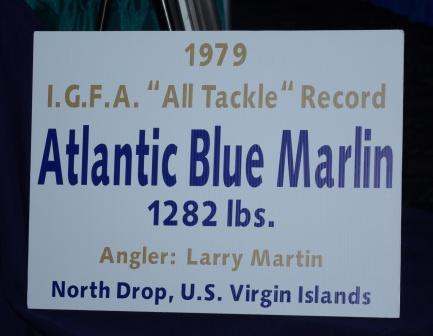 1979
I.G.F.A. "All Tackle" Record
Atlantic Blue Marlin
1282 lbs.
Angler: Larry Martin
North Drop, U.S. Virgin Islands